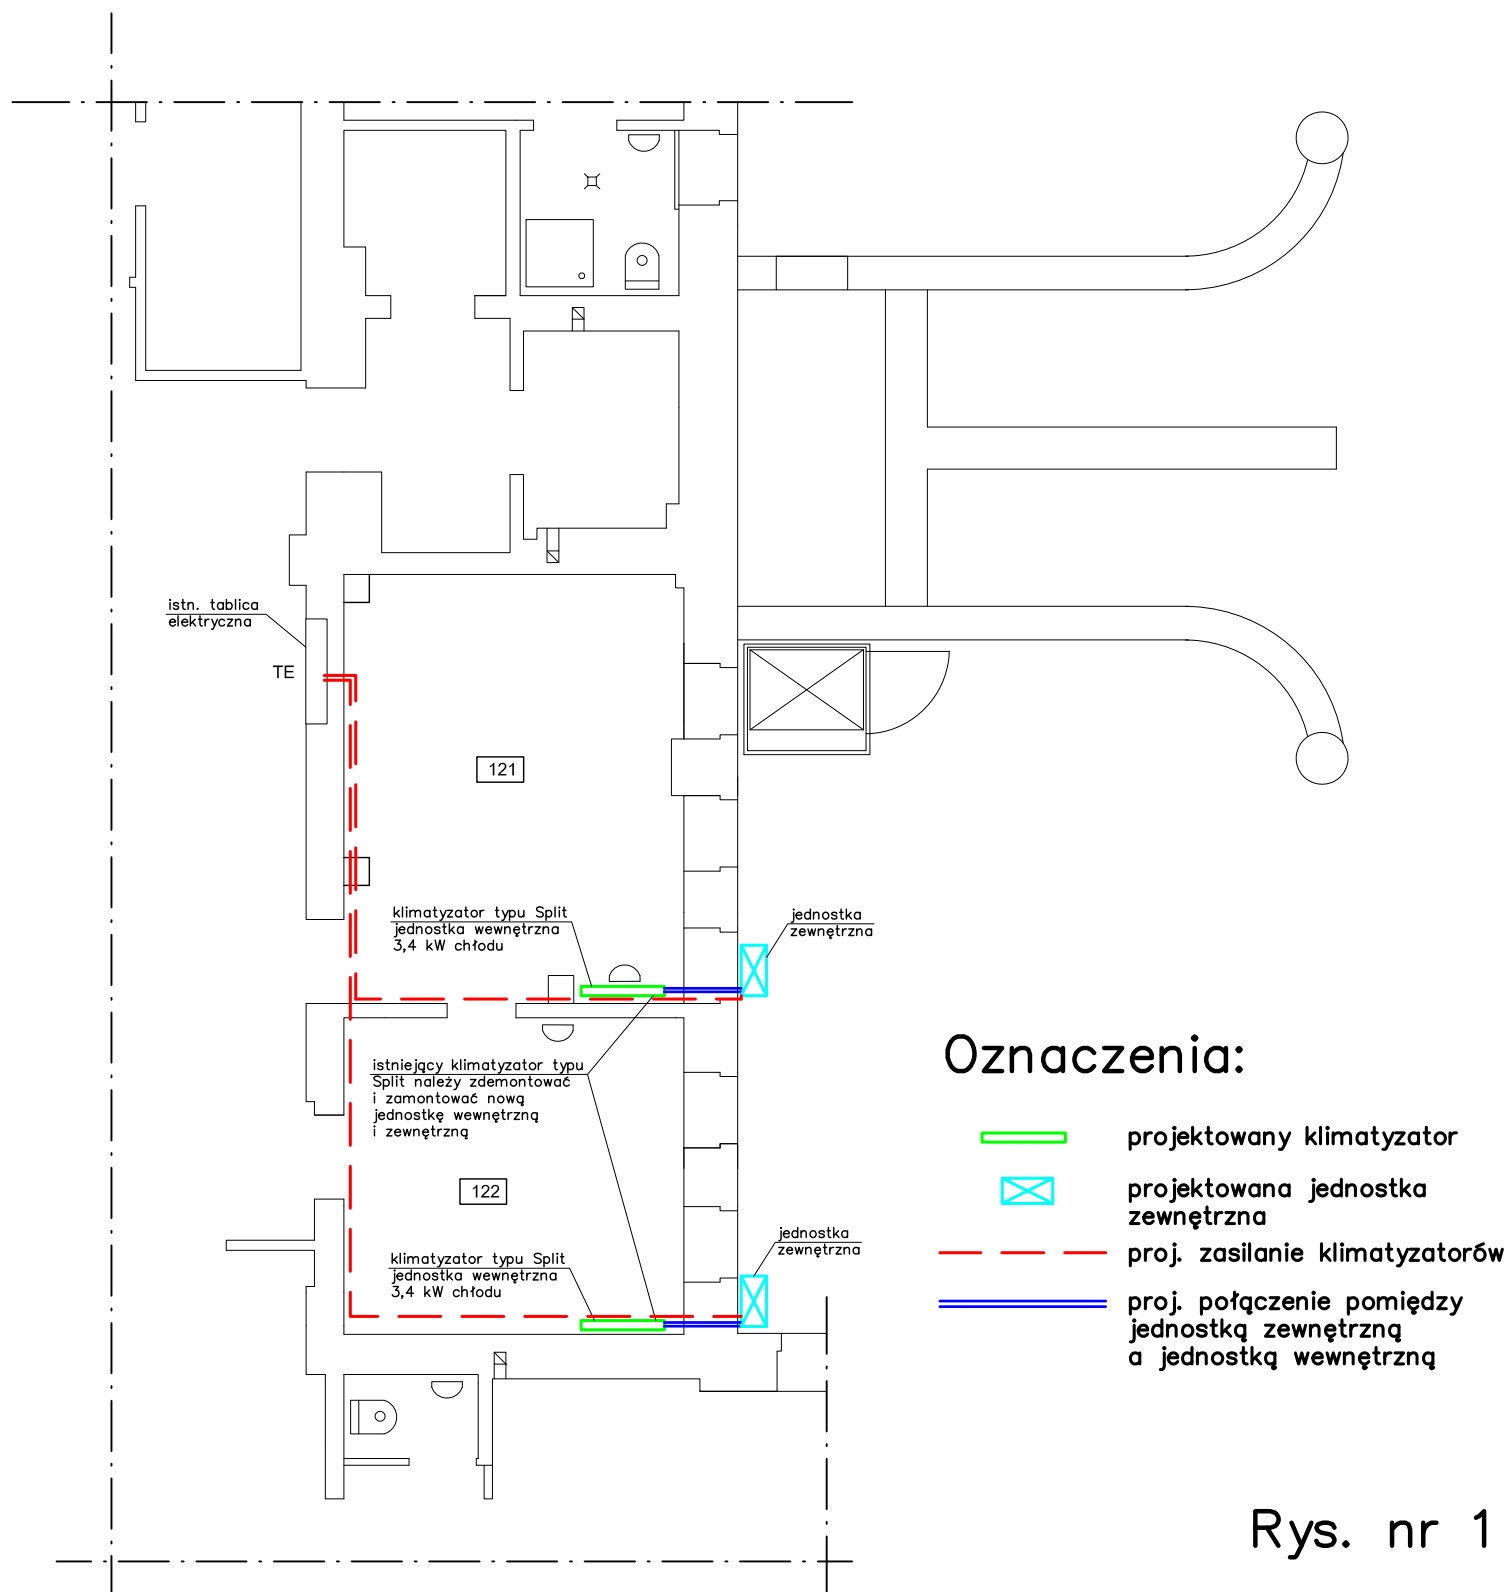 istn. tablica
elektryczna
TE
121
klimatyzator typu Split
jednostka wewnętrzna
3,4 kW chłodu
jednostka
zewnętrzna
istniejący klimatyzator typu
Split należy zdemontować
i zamontować nową
jednostkę wewnętrzną
i zewnętrzną
122
klimatyzator typu Split
jednostka wewnętrzna
3,4 kW chłodu
jednostka
zewnętrzna
Oznaczenia:
projektowany klimatyzator
projektowana jednostka
zewnętrzna
proj. zasilanie klimatyzatorów
proj. połączenie pomiędzy
jednostką zewnętrzną
a jednostką wewnętrzną
Rys. nr 1